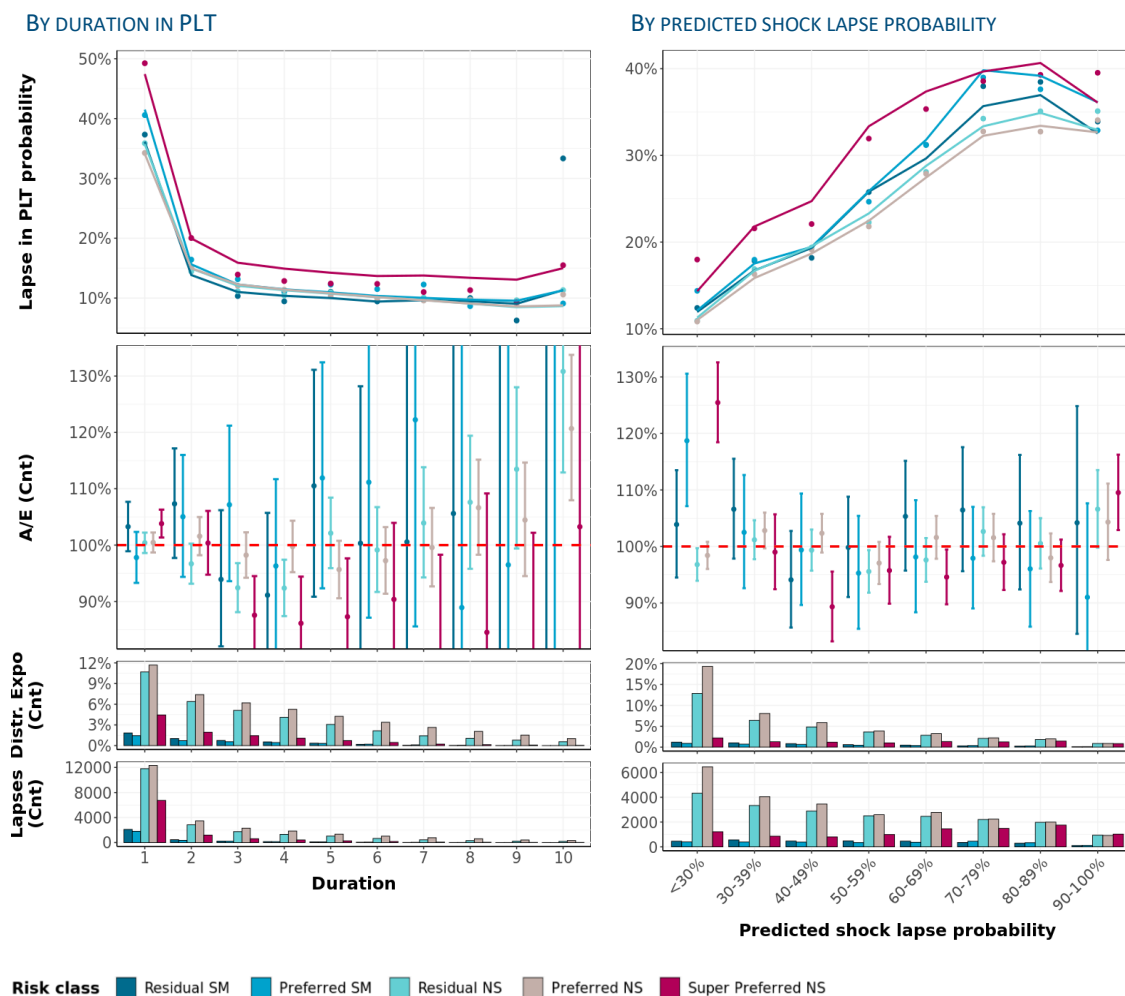 BY DURATION IN PLT
BY PREDICTED SHOCK LAPSE PROBABILITY
Lapse in PLT probability
50%
40%
30%
20%
10%
40%
30%
20%
10%
A/E (Cnt)
130%
120%
110%
100%
90%
130%
120%
110%
100%
90%
Distr. Expo
(Cnt)
12%
9%
6%
3%
0%
20%
15%
10%
5%
0%
Lapses
(Cnt)
12000
8000
4000
0
6000
4000
2000
0
1 2 3 4 5 6 7 8 9 10
Duration
<30% 30-39% 40-49% 50-59% 60-69% 70-79% 80-89% 90-100%
Predicted shock lapse probability
Risk class Residual SM Preferred SM Residual NS Preferred NS Super Preferred NS